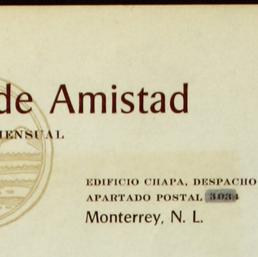 de Amistad
MENSUAL
EDIFICIO CHAPA, DESPACHO
APARTADO POSTAL 3034
Monterrey, N. L.